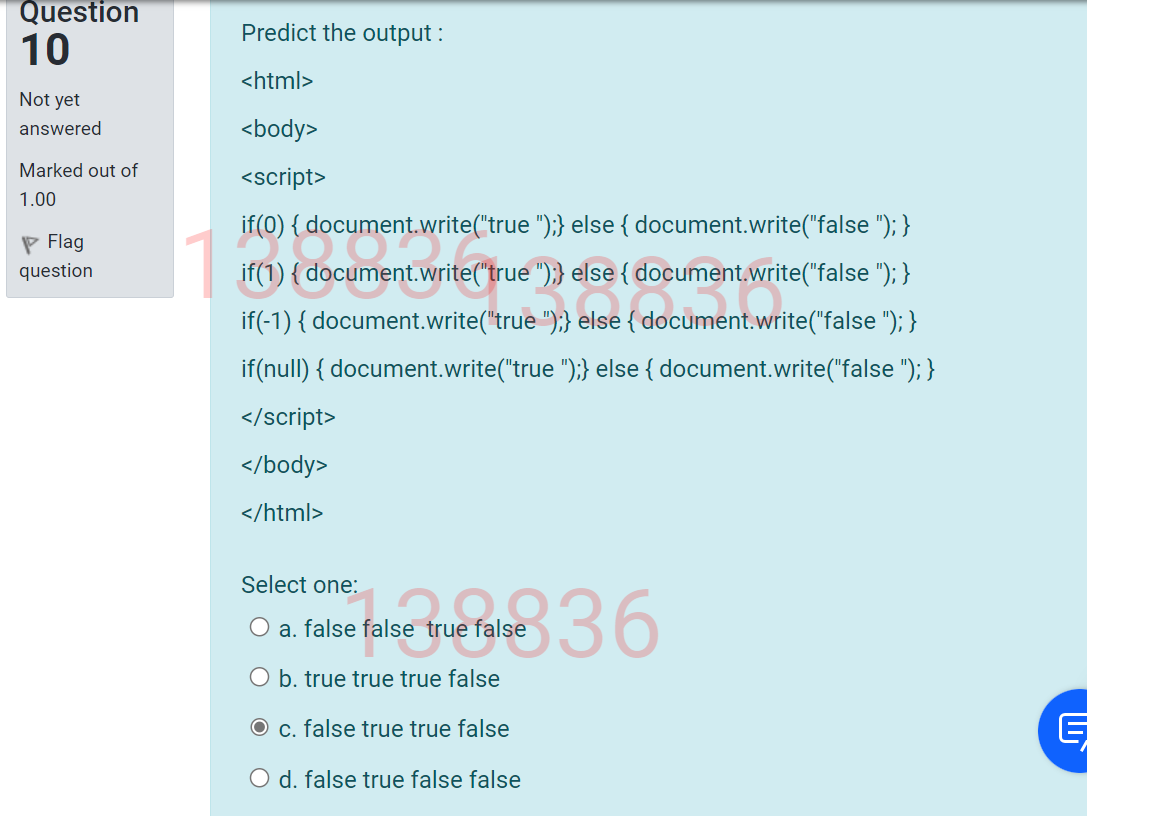 Question
10
Not yet
answered
Marked out of
1.00
Flag
question
Predict the output :
<html>
<body>
<script>
if(0) { document.write("true ");} else { document.write("false "); }
if(1) { document.write("true ");} else { document.write("false "); }
if(-1) { document.write("true ");} else { document.write("false "); }
if(null) { document.write("true ");} else { document.write("false "); }
</script>
</body>
</html>
138836
138836
Select one:
138836
a. false false  true false
b. true true true false
c. false true true false
d. false true false false